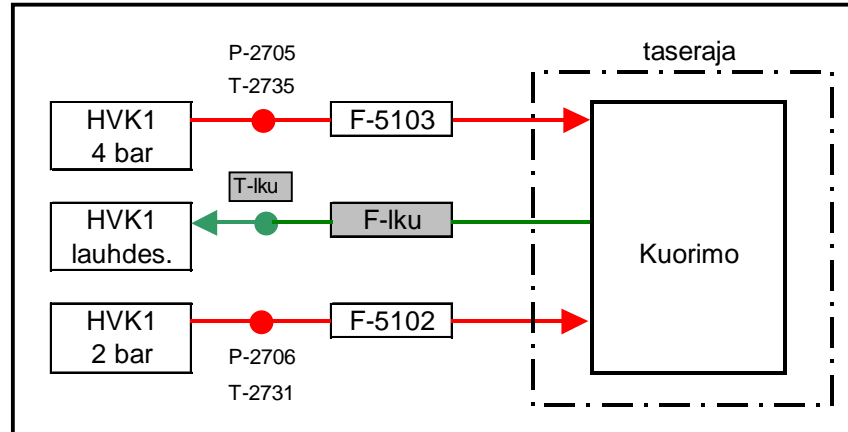 P-2705
T-2735
taseraja
HVK1
4 bar
F-5103
T-lku
HVK1
lauhdes.
F-lku
Kuorimo
HVK1
2 bar
F-5102
P-2706
T-2731